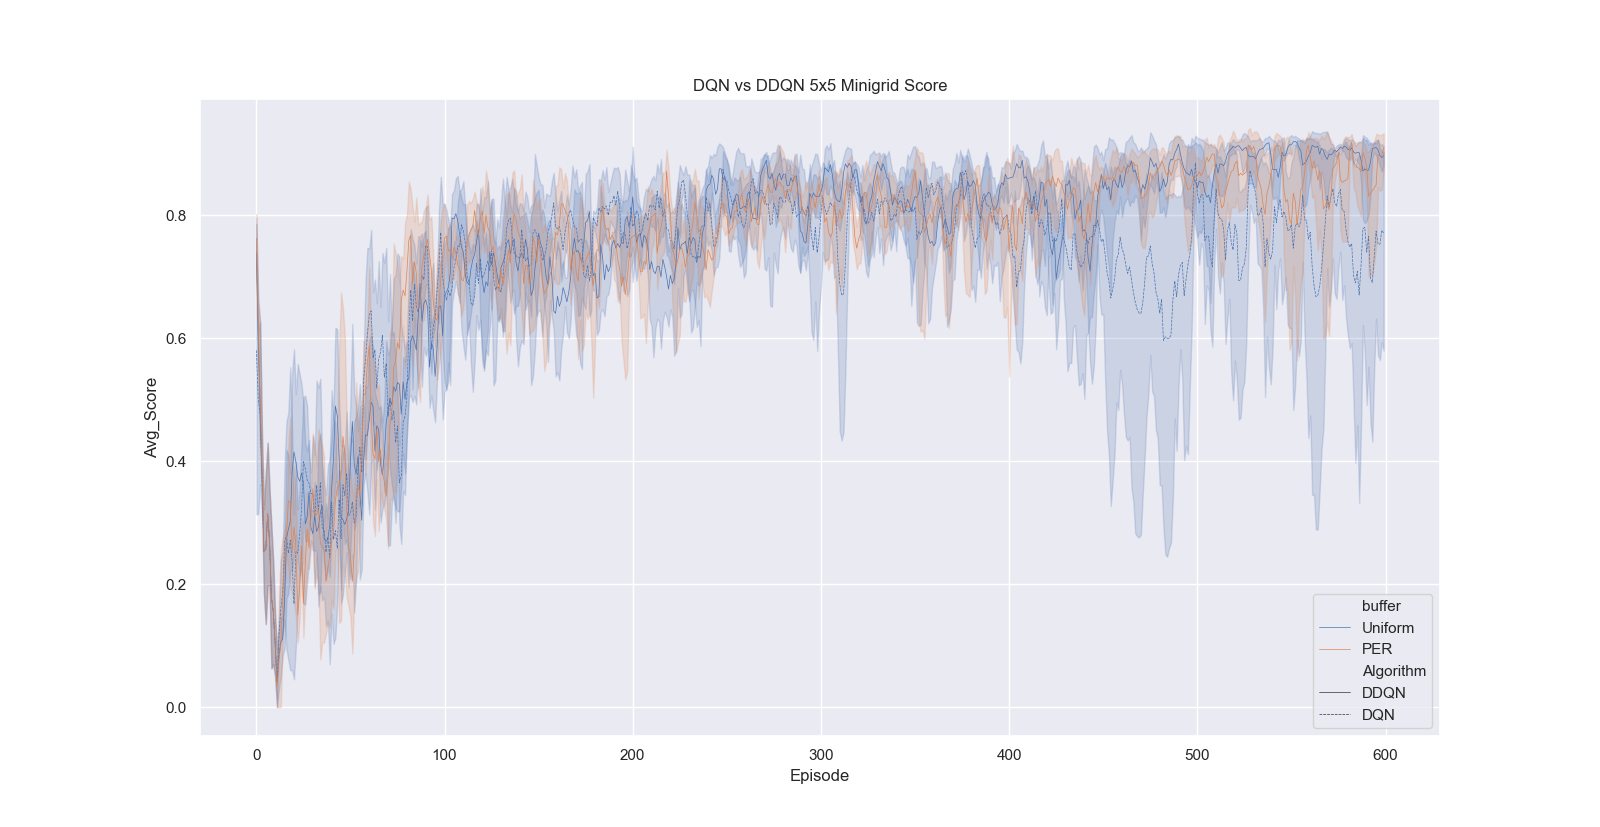 DQN vs DDQN 5x5 Minigrid Score
Avg_Score
0.8
0.6
0.4
0.2
0.0
0
100
200
300
400
500
600
Episode
buffer
Uniform
PER
Algorithm
DDQN
DQN